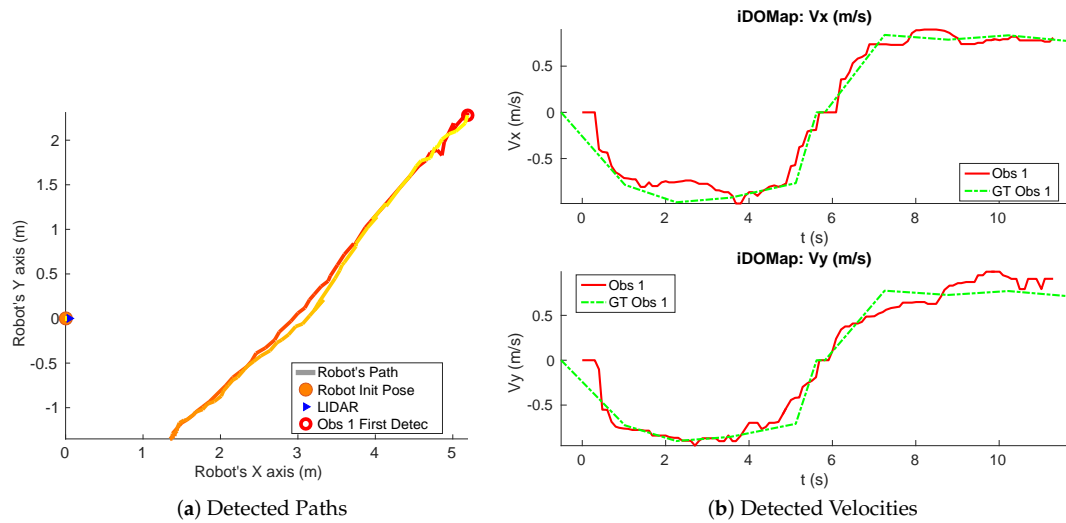 iDOMap: Vx (m/s)
0.5
0
-0.5
Vx (m/s)
Obs 1
GT Obs 1
0 2 4 6 8 10
t (s)
iDOMap: Vy (m/s)
0.5
0
-0.5
Vy (m/s)
Obs 1
GT Obs 1
0 2 4 6 8 10
t (s)
2
1.5
1
0.5
0
-0.5
-1
Robot's Y axis (m)
Robot's Path
Robot Init Pose
LIDAR
Obs 1 First Detec
0 1 2 3 4 5
Robot's X axis (m)
(a) Detected Paths
(b) Detected Velocities